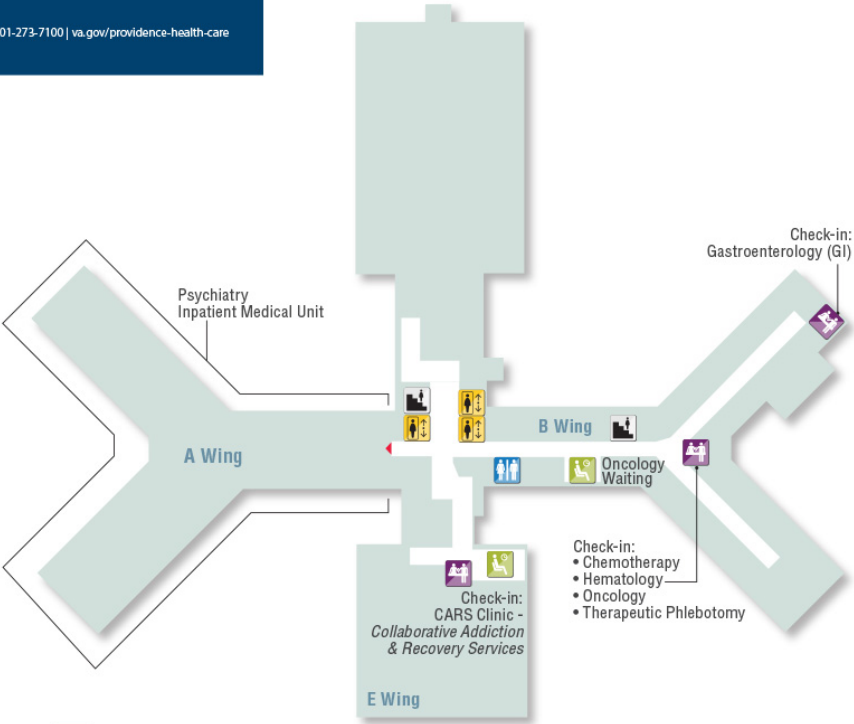 01-273-7100 | va.gov/providence-health-care
Check-in:
Gastroenterology (GI)
Psychiatry
Inpatient Medical Unit
A Wing
B Wing
Oncology
Waiting
Check-in:
• Chemotherapy
• Hematology
• Oncology
• Therapeutic Phlebotomy
Check-in:
CARS Clinic -
Collaborative Addiction
& Recovery Services
E Wing